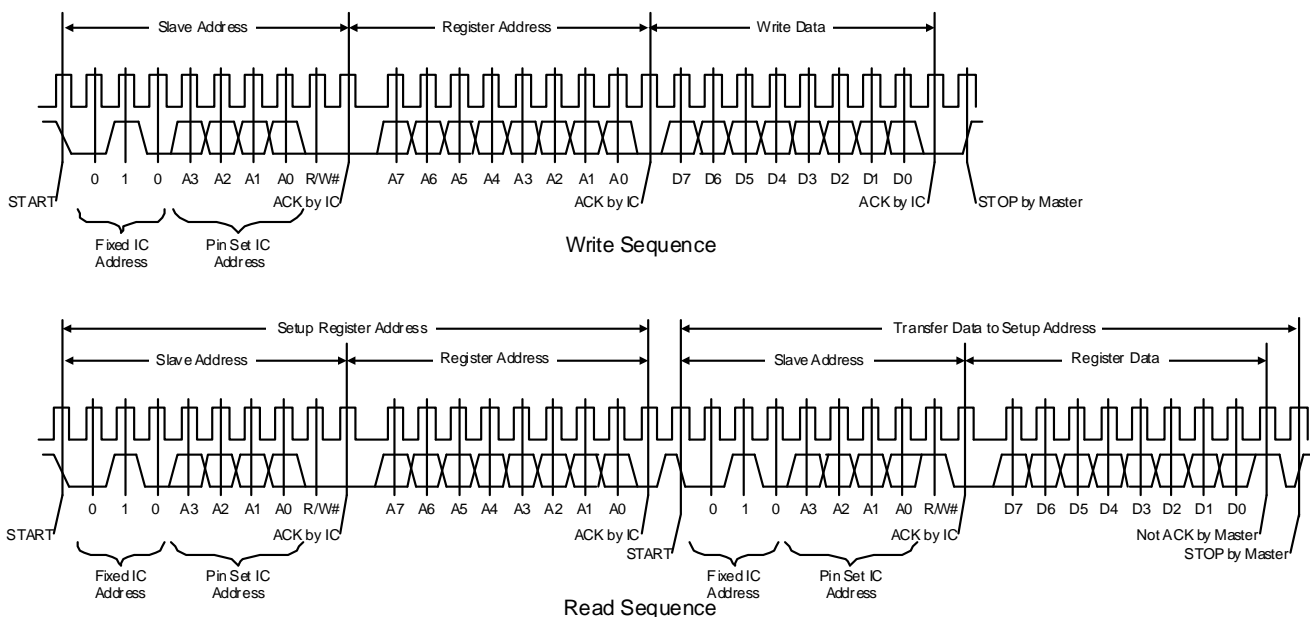 Slave Address Register Address Write Data
0 1 0 A3 A2 A1 A0 R/W# A7 A6 A5 A4 A3 A2 A1 A0 D7 D6 D5 D4 D3 D2 D1 D0
START ACK by IC ACK by IC ACK by IC STOP by Master
Fixed IC Pin Set IC
Address Address
Write Sequence
Setup Register Address Transfer Data to Setup Address
Slave Address Register Address Slave Address Register Data
0 1 0 A3 A2 A1 A0 R/W# A7 A6 A5 A4 A3 A2 A1 A0 0 1 0 A3 A2 A1 A0 R/W# D7 D6 D5 D4 D3 D2 D1 D0
START ACK by IC ACK by IC ACK by IC Not ACK by Master
START STOP by Master
Fixed IC Pin Set IC Fixed IC Pin Set IC
Address Address Address Address
Read Sequence